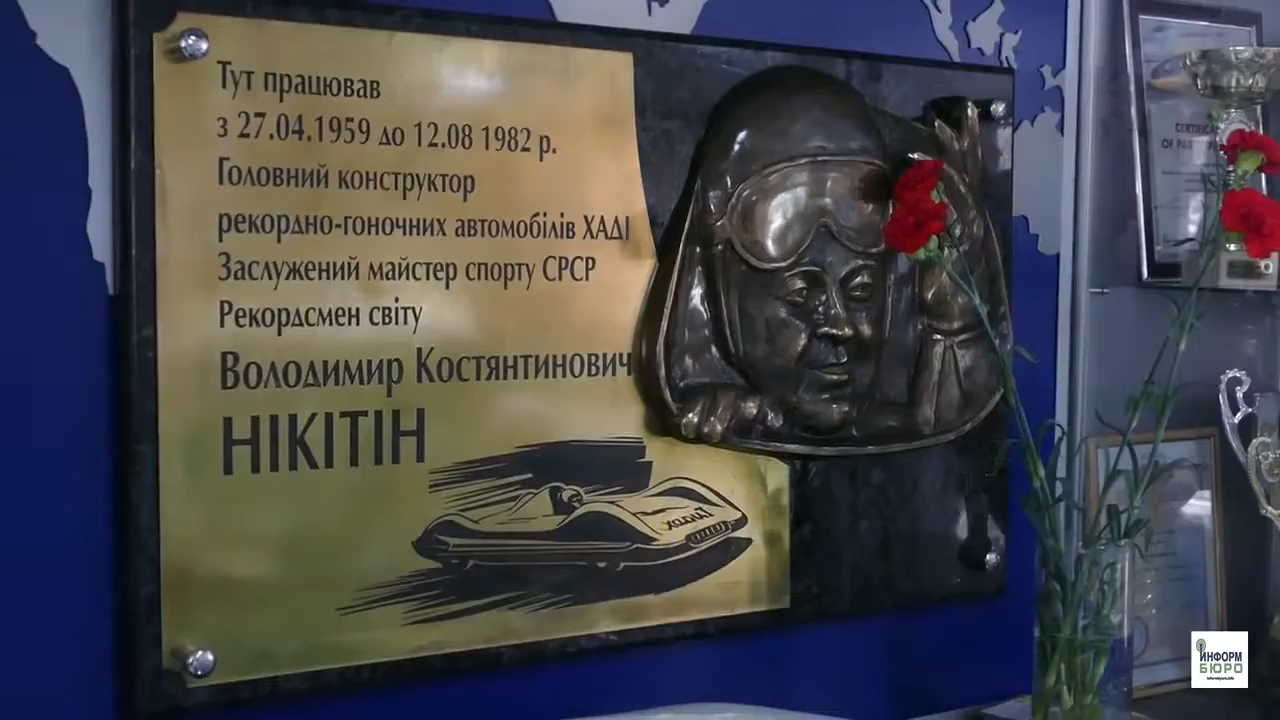 Тут працював
з 27.04.1959 до 12.08 1982 р.
Головний конструктор
рекордно-гоночних автомобілів ХАДІ
Заслужений майстер спорту СРСР
Рекордсмен світу
Володимир Костянтинович
НІКІТІН
ИНФОРМ
БЮРО